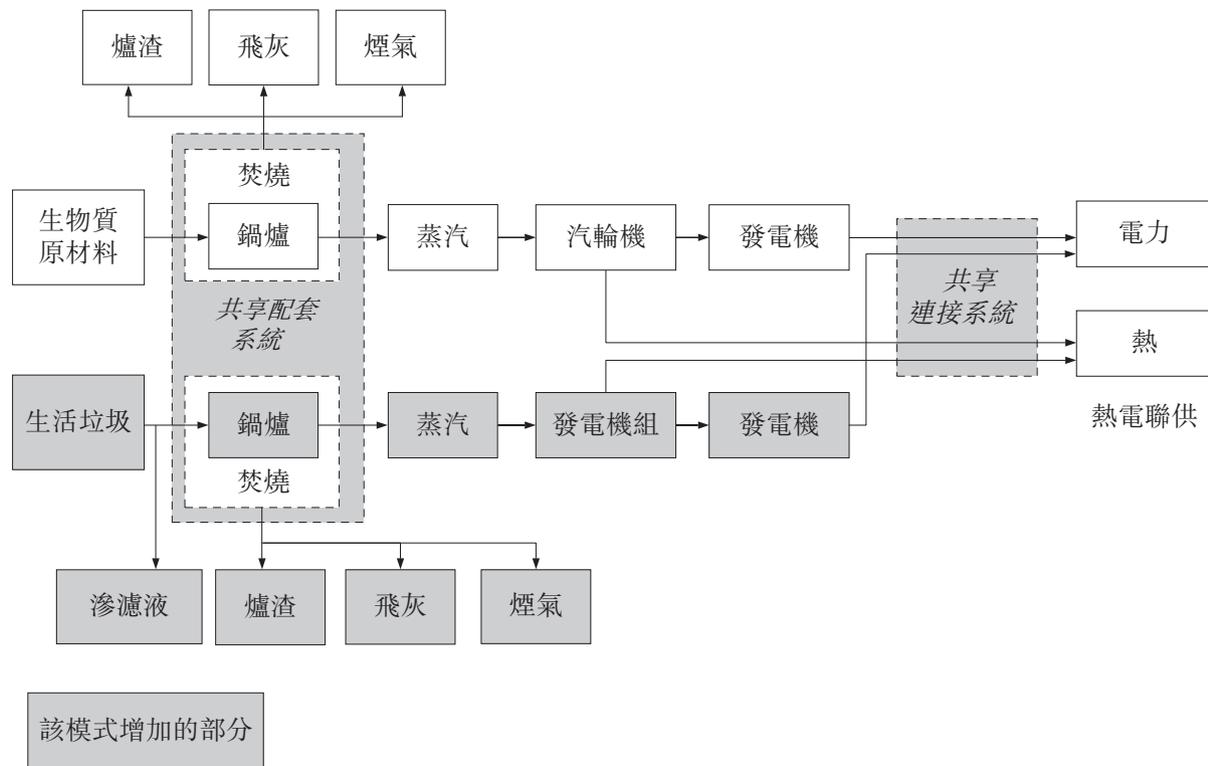 爐渣
飛灰
煙氣
焚燒
生物質
原材料
鍋爐
蒸汽
汽輪機
發電機
電力
共享配套
系統
共享
連接系統
熱
生活垃圾
鍋爐
蒸汽
發電機組
發電機
熱電聯供
焚燒
滲濾液
爐渣
飛灰
煙氣
該模式增加的部分